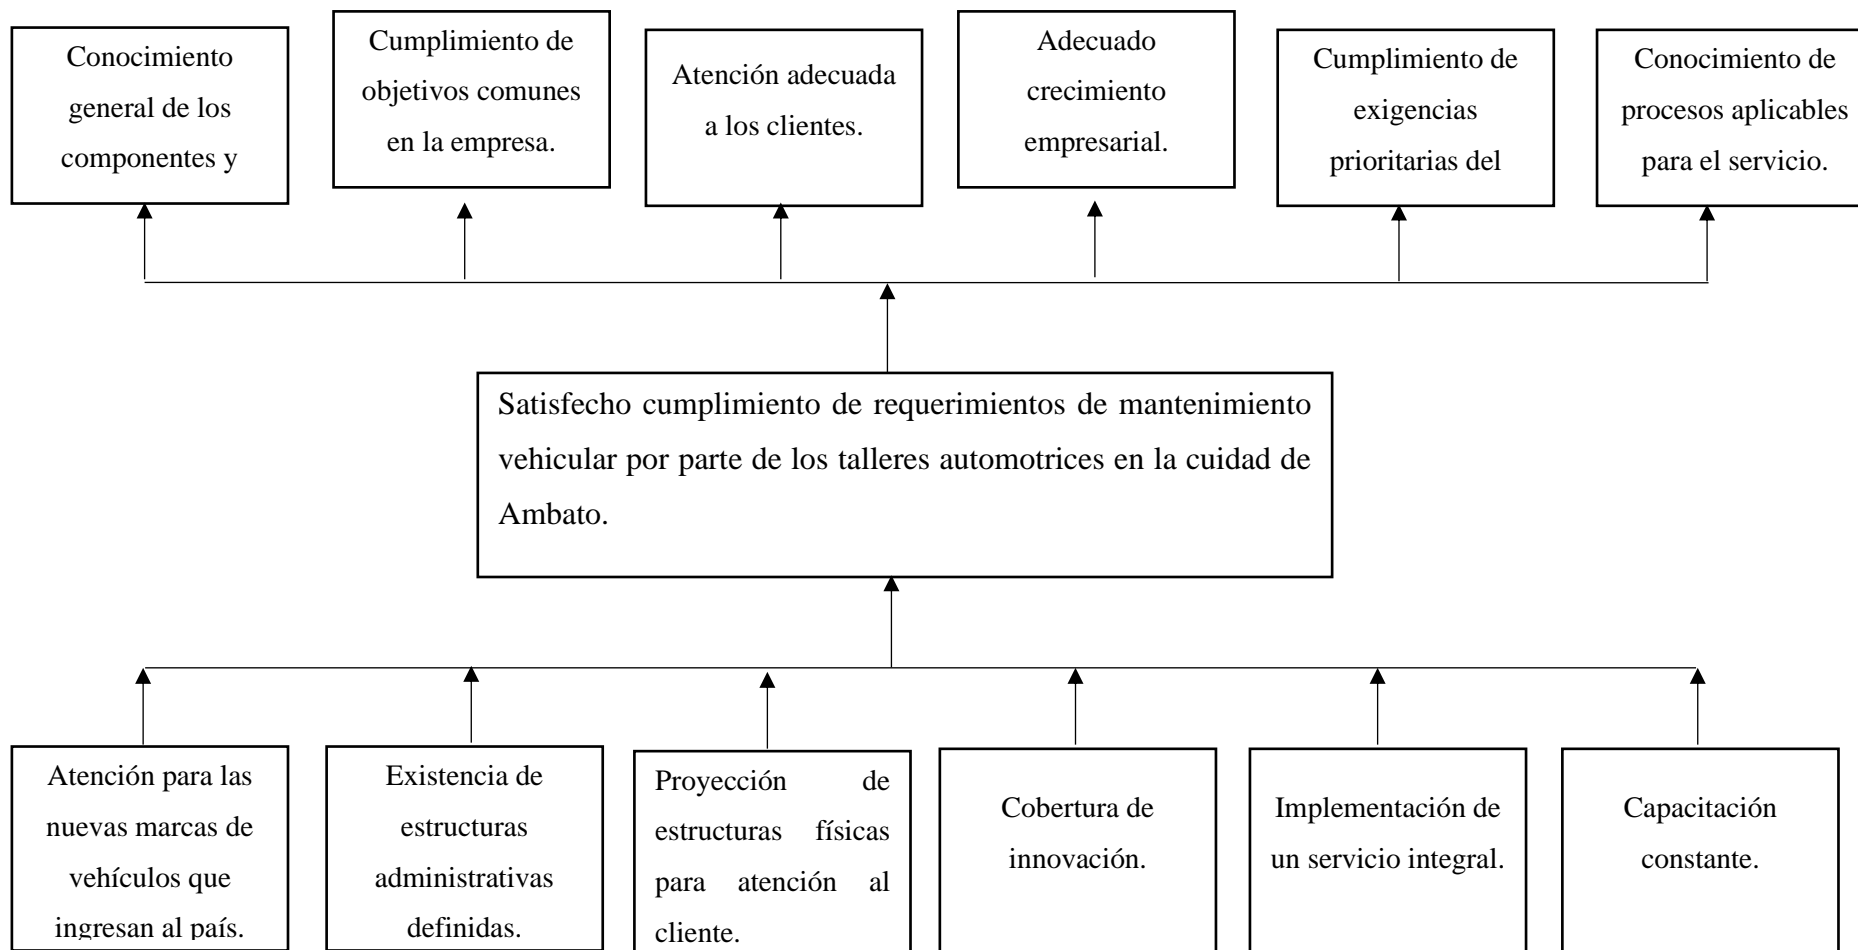 Conocimiento
general de los
componentes y
Cumplimiento de
objetivos comunes
en la empresa.
Atención adecuada
a los clientes.
Adecuado
crecimiento
empresarial.
Cumplimiento de
exigencias
prioritarias del
Conocimiento de
procesos aplicables
para el servicio.
Satisfecho cumplimiento de requerimientos de mantenimiento
vehicular por parte de los talleres automotrices en la cuidad de
Ambato.
Atención para las
nuevas marcas de
vehículos que
ingresan al país.
Existencia de
estructuras
administrativas
definidas.
Proyección de
estructuras físicas
para atención al
cliente.
Cobertura de
innovación.
Implementación de
un servicio integral.
Capacitación
constante.